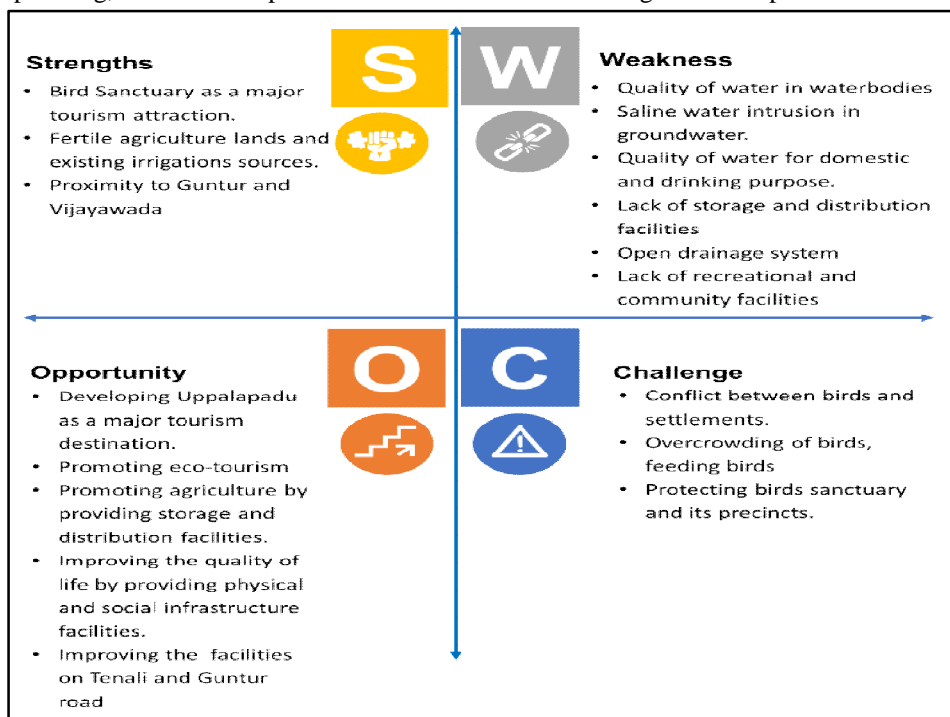 S
W
Strengths
• Bird Sanctuary as a major
tourism attraction.
• Fertile agriculture lands and
existing irrigations sources.
• Proximity to Guntur and
Vijayawada
Weakness
• Quality of water in waterbodies
• Saline water intrusion in
groundwater.
• Quality of water for domestic
and drinking purpose.
• Lack of storage and distribution
facilities
• Open drainage system
• Lack of recreational and
community facilities
O
C
Opportunity
• Developing Uppalapadu
as a major tourism
destination.
• Promoting eco-tourism
• Promoting agriculture by
providing storage and
distribution facilities.
• Improving the quality of
life by providing physical
and social infrastructure
facilities.
• Improving the facilities
on Tenali and Guntur
road
Challenge
• Conflict between birds and
settlements.
• Overcrowding of birds,
feeding birds
• Protecting birds sanctuary
and its precincts.